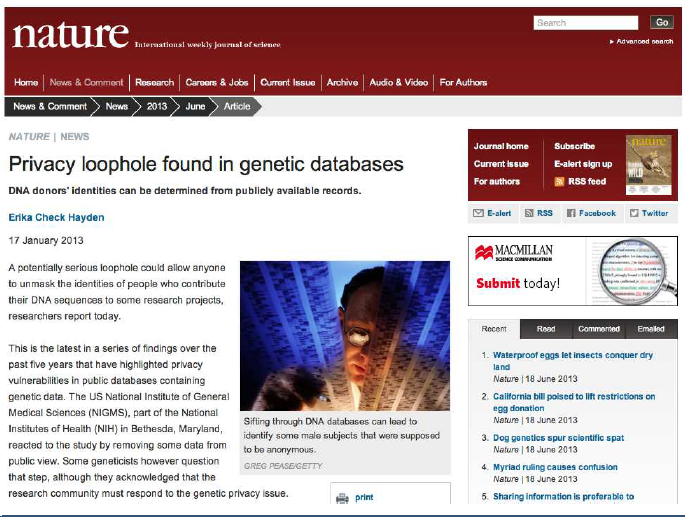 nature International weekly journal of science
Search Go
Advanced search
Home News & Comment Research Careers & Jobs Current Issue Archive Audio & Video For Authors
News & Comment News 2013 June Article
NATURE | NEWS
Privacy loophole found in genetic databases
DNA donors' identities can be determined from publicly available records.
Erika Check Hayden
17 January 2013
A potentially serious loophole could allow anyone
to unmask the identities of people who contribute
their DNA sequences to some research projects,
researchers report today.
This is the latest in a series of findings over the
past five years that have highlighted privacy
vulnerabilities in public databases containing
genetic data. The US National Institute of General
Medical Sciences (NIGMS), part of the National
Institutes of Health (NIH) in Bethesda, Maryland,
reacted to the study by removing some data from
public view. Some geneticists however question
that step, although they acknowledged that the
research community must respond to the genetic privacy issue.
Sifting through DNA databases can lead to
identify some male subjects that were supposed
to be anonymous.
GREG PEASE/GETTY
print
Journal home Subscribe
Current issue E-alert sign up
For authors RSS feed
nature
E-alert RSS Facebook Twitter
MACMILLAN
SCIENCE COMMUNICATION
Submit today!
Recent Read Commented Emailed
1. Waterproof eggs let insects conquer dry
land
Nature | 18 June 2013
2. California bill poised to lift restrictions on
egg donation
Nature | 18 June 2013
3. Dog genetics spur scientific spat
Nature | 18 June 2013
4. Myriad ruling causes confusion
Nature | 18 June 2013
5. Sharing information is preferable to